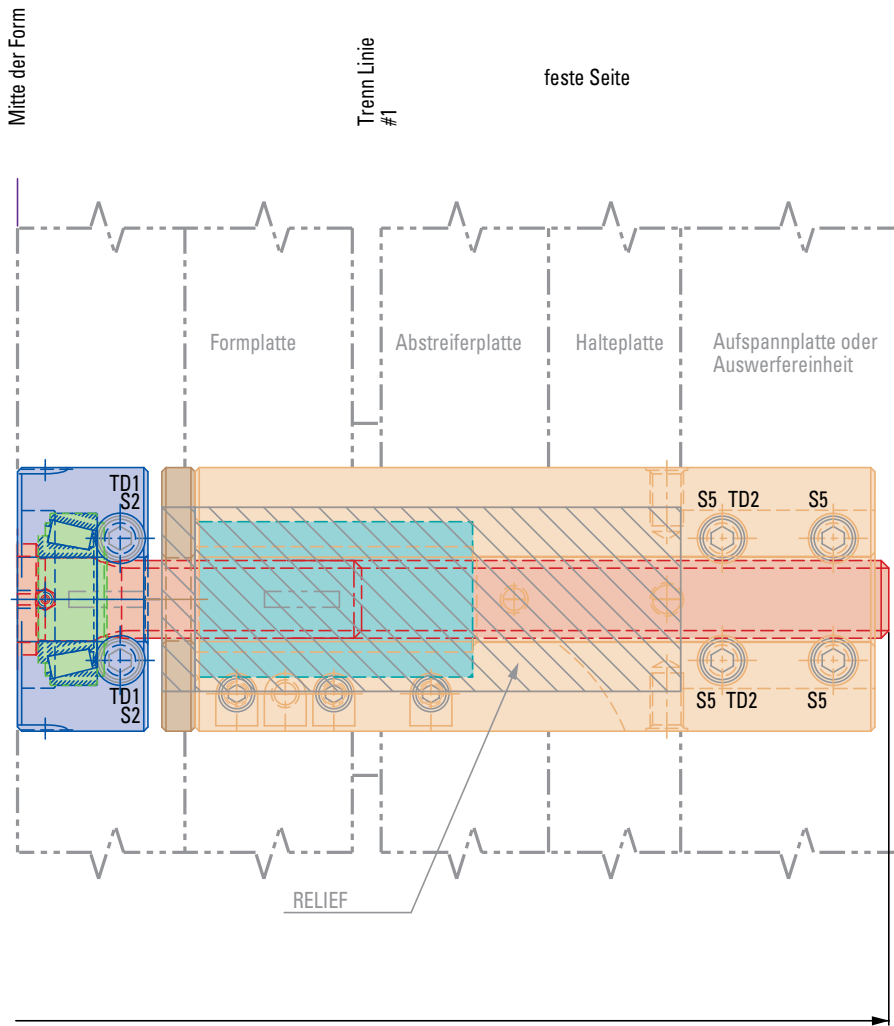 Mitte der Form
Trenn Linie
#1
feste Seite
Formplatte
Abstreiferplatte
Halteplatte
Aufspannplatte oder
Auswerfereinheit
TD1
S2
S5 TD2
S5
TD1
S2
S5 TD2
S5
RELIEF